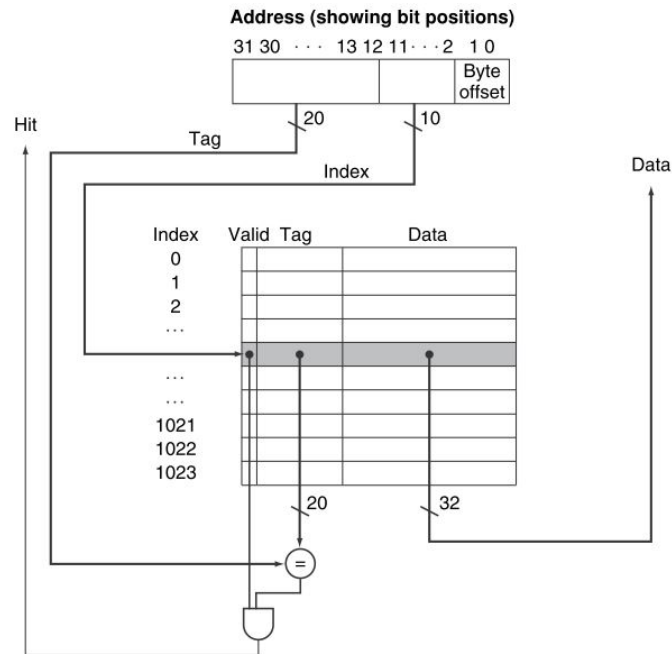 Address (showing bit positions)
31 30 · · · 13 12 11 · · · 2 1 0
Byte
offset
20
10
Hit
Tag
Index
Data
Index Valid Tag Data
0
1
2
· · ·
· · ·
· · ·
1021
1022
1023
20
32
=